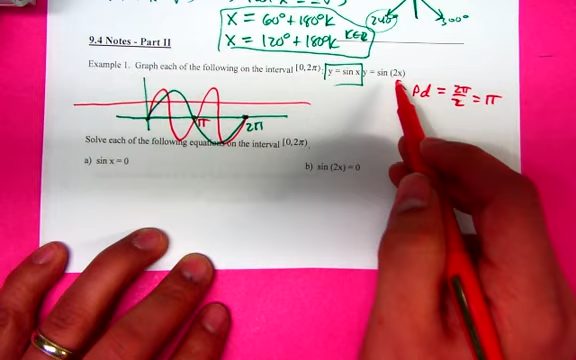 X = 60° + 180°k
X = 120° + 180°k KER
240° 300°
9.4 Notes - Part II
Example 1. Graph each of the following on the interval [0, 2π): y = sin x y = sin (2x)
Pd = 2π/2 = π
π 2π
Solve each of the following equations on the interval [0, 2π).
a) sin x = 0 b) sin (2x) = 0